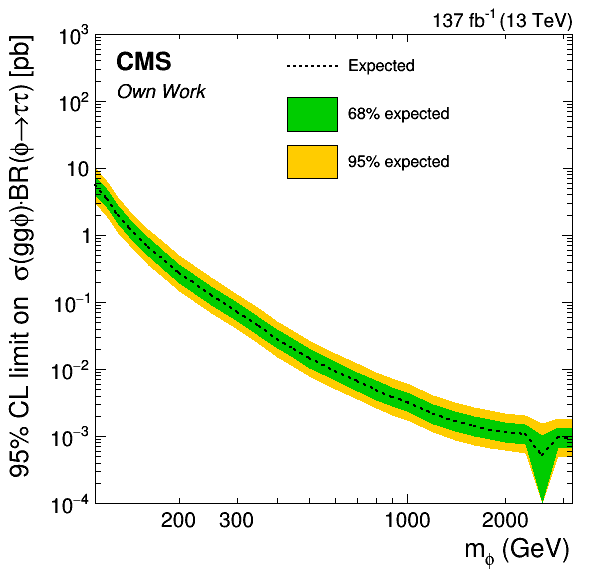 137 fb⁻¹ (13 TeV)
CMS
Own Work
Expected
68% expected
95% expected
95% CL limit on σ(ggϕ)·BR(ϕ→ττ) [pb]
10³
10²
10
1
10⁻¹
10⁻²
10⁻³
10⁻⁴
200 300 1000 2000
m_ϕ (GeV)